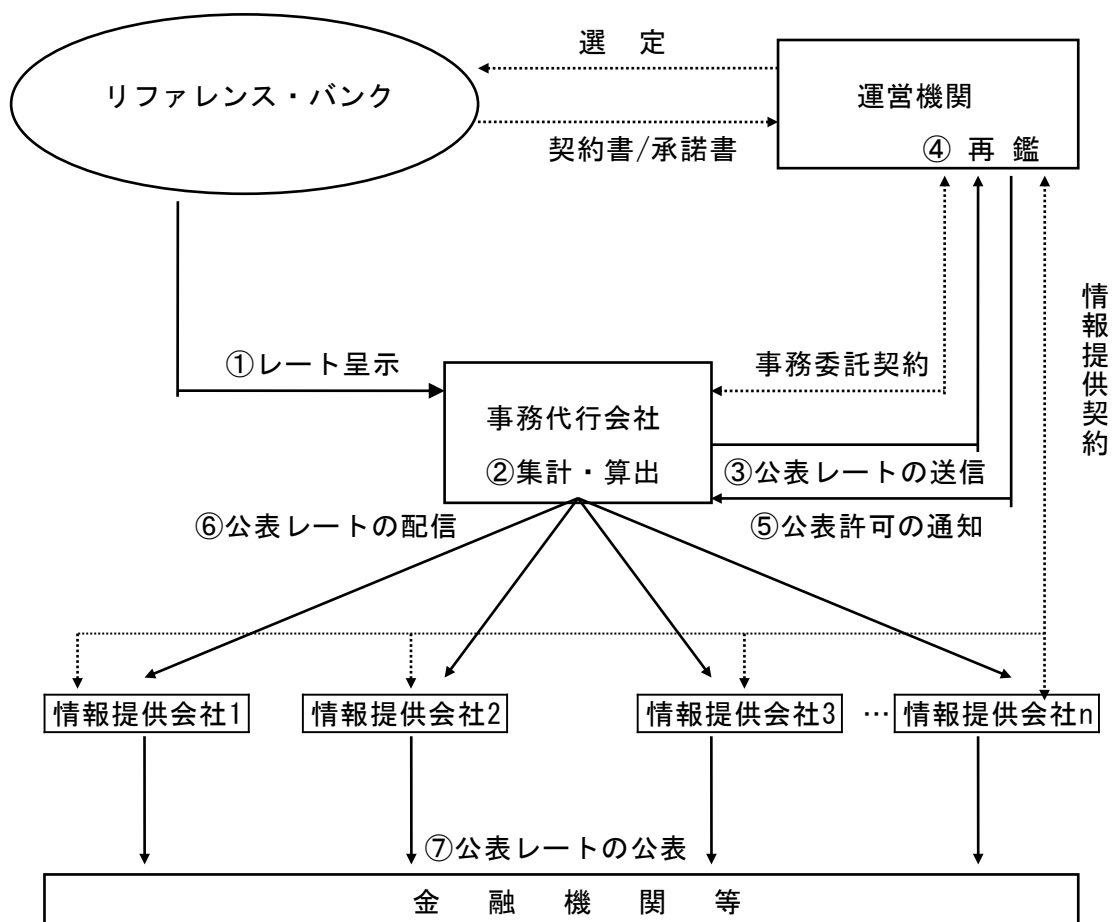 選　定
リファレンス・バンク
運営機関
契約書/承諾書
④ 再 鑑
情報提供契約
①レート呈示
事務委託契約
事務代行会社
②集計・算出
③公表レートの送信
⑥公表レートの配信
⑤公表許可の通知
情報提供会社1
情報提供会社2
情報提供会社3
…
情報提供会社n
⑦公表レートの公表
金　融　機　関　等